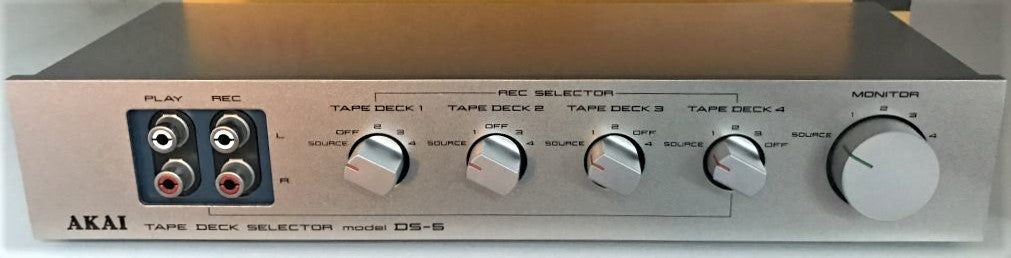 REC SELECTOR
PLAY REC
TAPE DECK 1 TAPE DECK 2 TAPE DECK 3 TAPE DECK 4
MONITOR
L
R
SOURCE OFF 2 3 4
SOURCE 1 OFF 3 4
SOURCE 1 2 OFF 4
SOURCE 1 2 3 OFF
SOURCE 1 2 3 4
AKAI TAPE DECK SELECTOR model DS-5